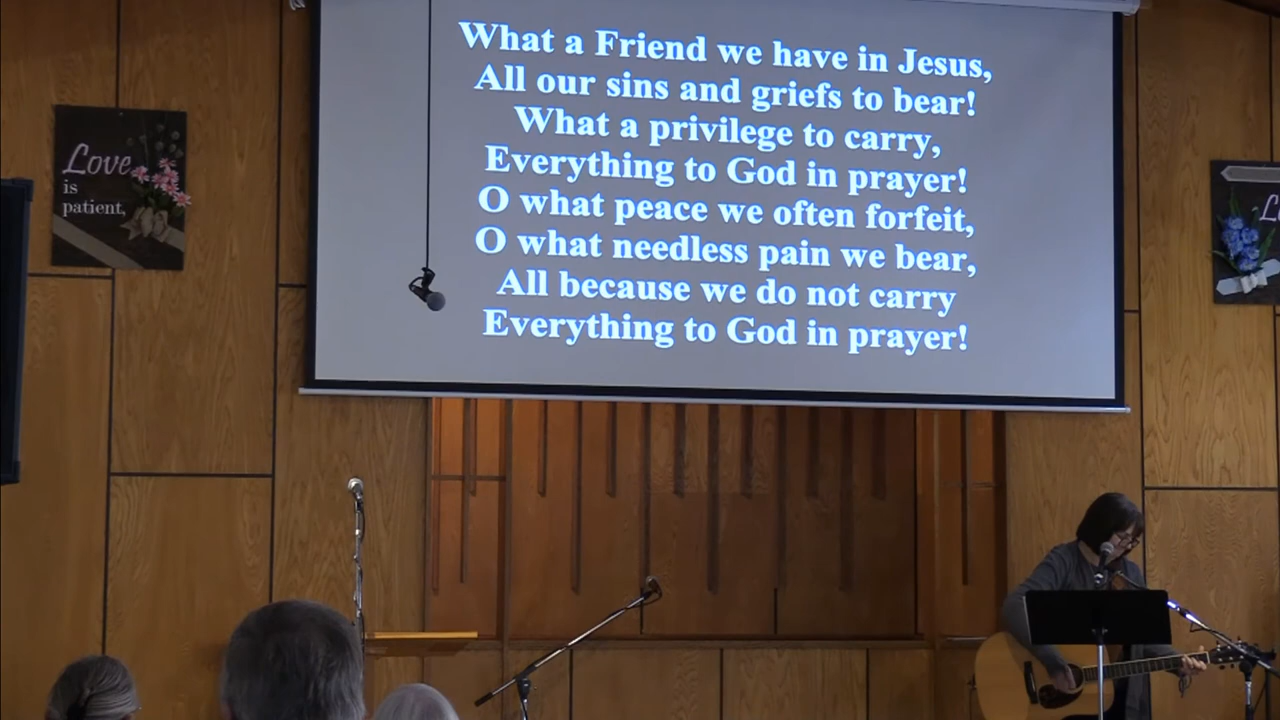 What a Friend we have in Jesus,
All our sins and griefs to bear!
What a privilege to carry,
Everything to God in prayer!
O what peace we often forfeit,
O what needless pain we bear,
All because we do not carry
Everything to God in prayer!
Love
is
patient,